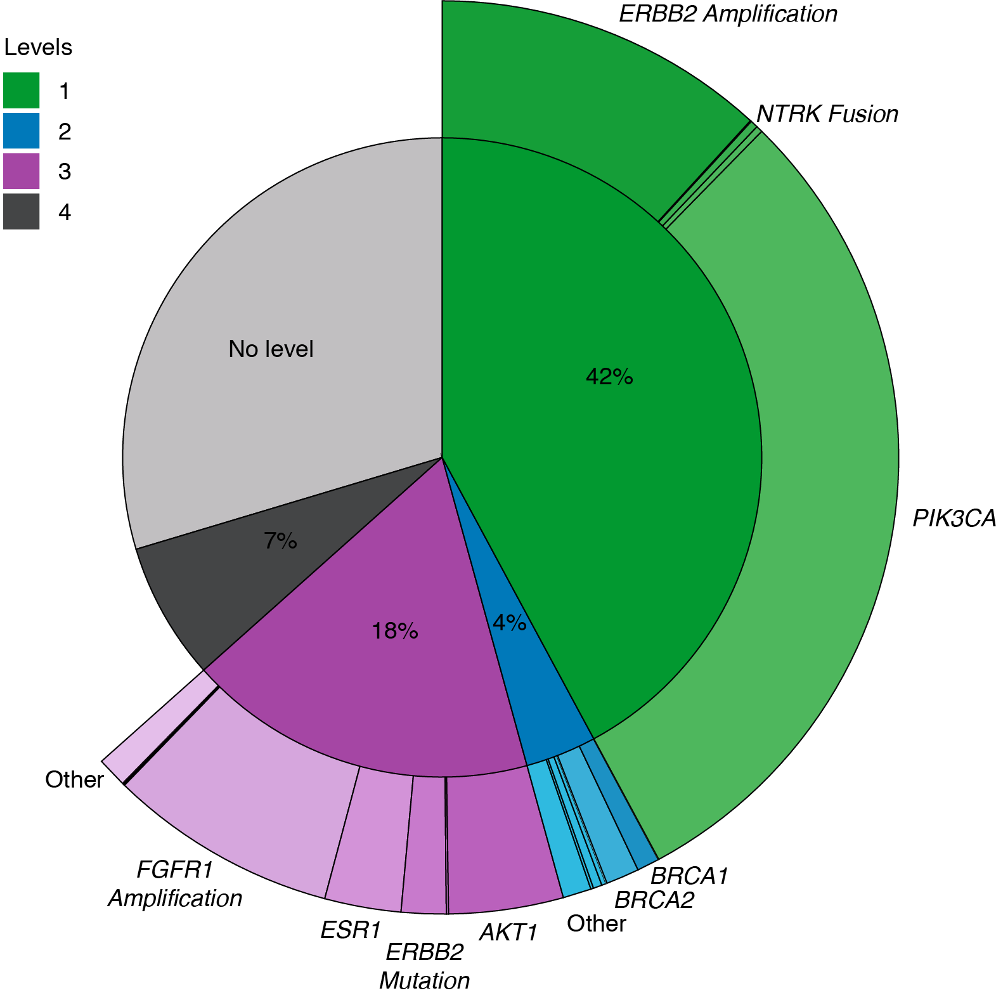 Levels
1
2
3
4
ERBB2 Amplification
NTRK Fusion
No level
42%
PIK3CA
7%
18%
4%
Other
FGFR1
Amplification
ESR1
ERBB2
Mutation
AKT1
Other
BRCA2
BRCA1